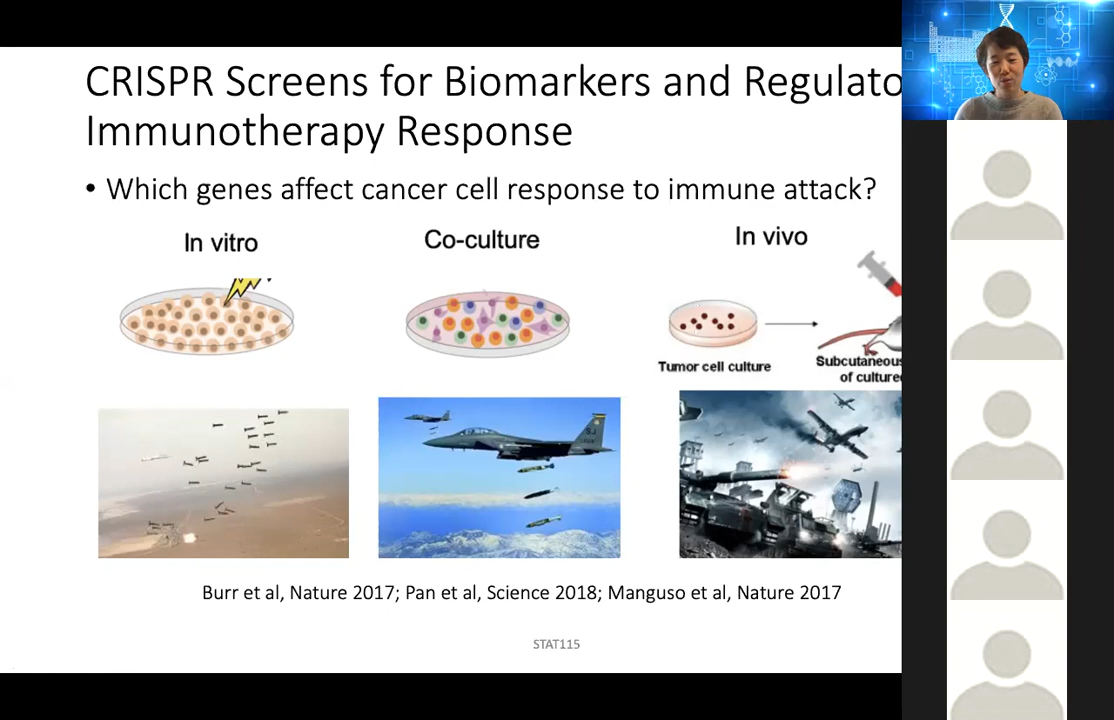 CRISPR Screens for Biomarkers and Regulato
Immunotherapy Response
• Which genes affect cancer cell response to immune attack?
In vitro
Co-culture
In vivo
Tumor cell culture
Subcutaneous
of culture
SJ
Burr et al, Nature 2017; Pan et al, Science 2018; Manguso et al, Nature 2017
STAT115